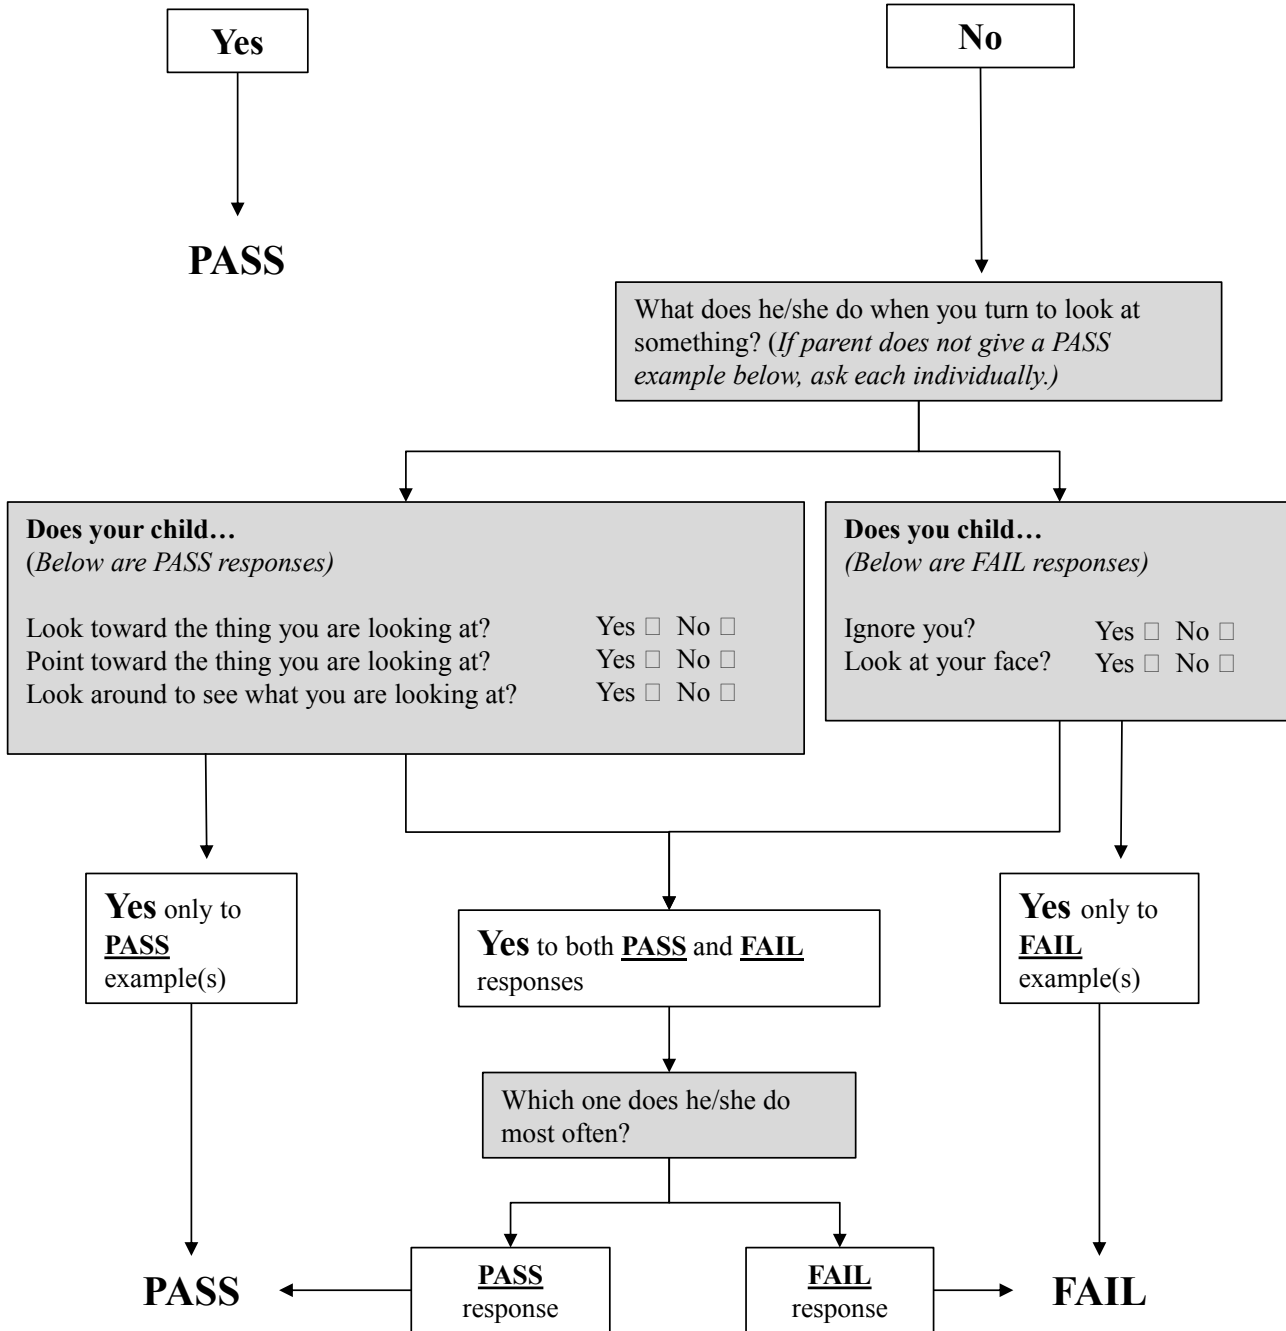 Yes
No
PASS
What does he/she do when you turn to look at
something? (If parent does not give a PASS
example below, ask each individually.)
Does your child…
(Below are PASS responses)
Look toward the thing you are looking at? Yes □ No □
Point toward the thing you are looking at? Yes □ No □
Look around to see what you are looking at? Yes □ No □
Does you child…
(Below are FAIL responses)
Ignore you? Yes □ No □
Look at your face? Yes □ No □
Yes only to
PASS
example(s)
Yes to both PASS and FAIL
responses
Yes only to
FAIL
example(s)
Which one does he/she do
most often?
PASS
PASS
response
FAIL
response
FAIL